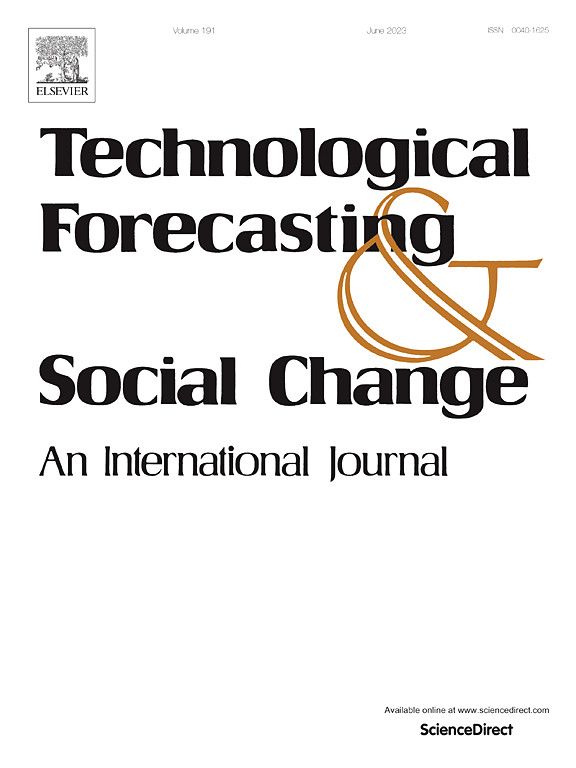 Volume 191 June 2023 ISSN 0040-1625
ELSEVIER
Technological
Forecasting
&
Social Change
An International Journal
Available online at www.sciencedirect.com
ScienceDirect